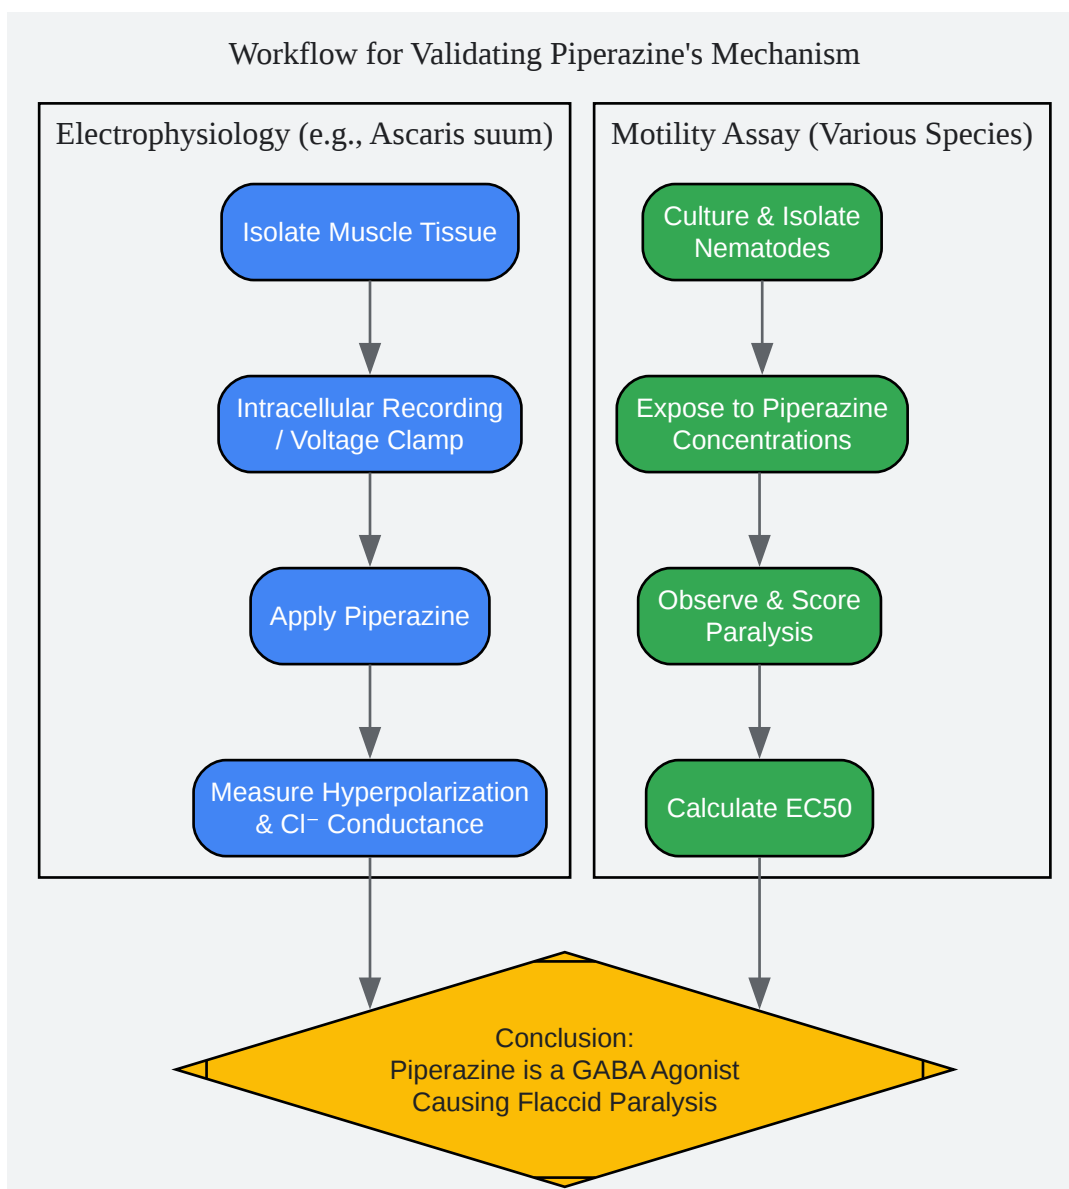 Workflow for Validating Piperazine's Mechanism
Electrophysiology (e.g., Ascaris suum)
Isolate Muscle Tissue
Intracellular Recording
/ Voltage Clamp
Apply Piperazine
Measure Hyperpolarization
& Cl⁻ Conductance
Motility Assay (Various Species)
Culture & Isolate
Nematodes
Expose to Piperazine
Concentrations
Observe & Score
Paralysis
Calculate EC50
Conclusion:
Piperazine is a GABA Agonist
Causing Flaccid Paralysis